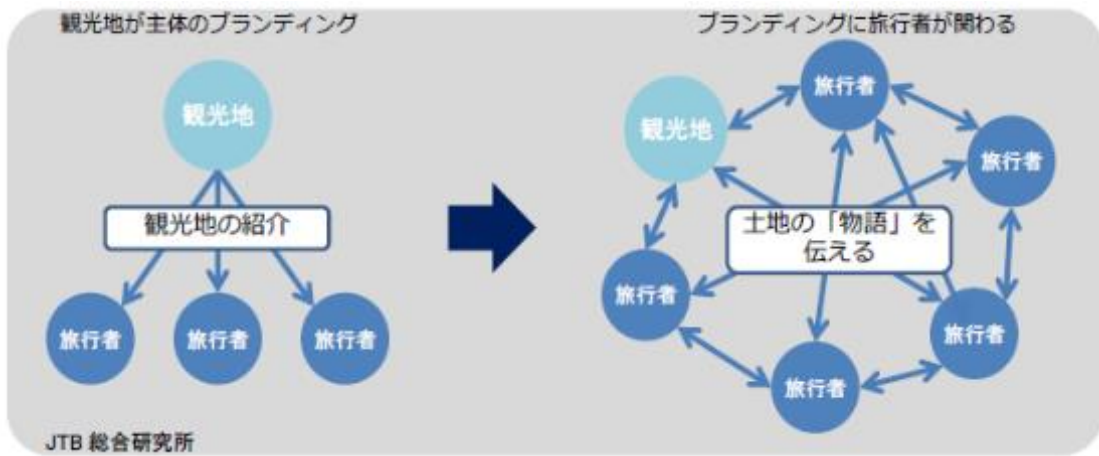 観光地が主体のブランディング
観光地
観光地の紹介
旅行者
旅行者
旅行者
ブランディングに旅行者が関わる
観光地
旅行者
旅行者
土地の「物語」を
伝える
旅行者
旅行者
旅行者
JTB 総合研究所